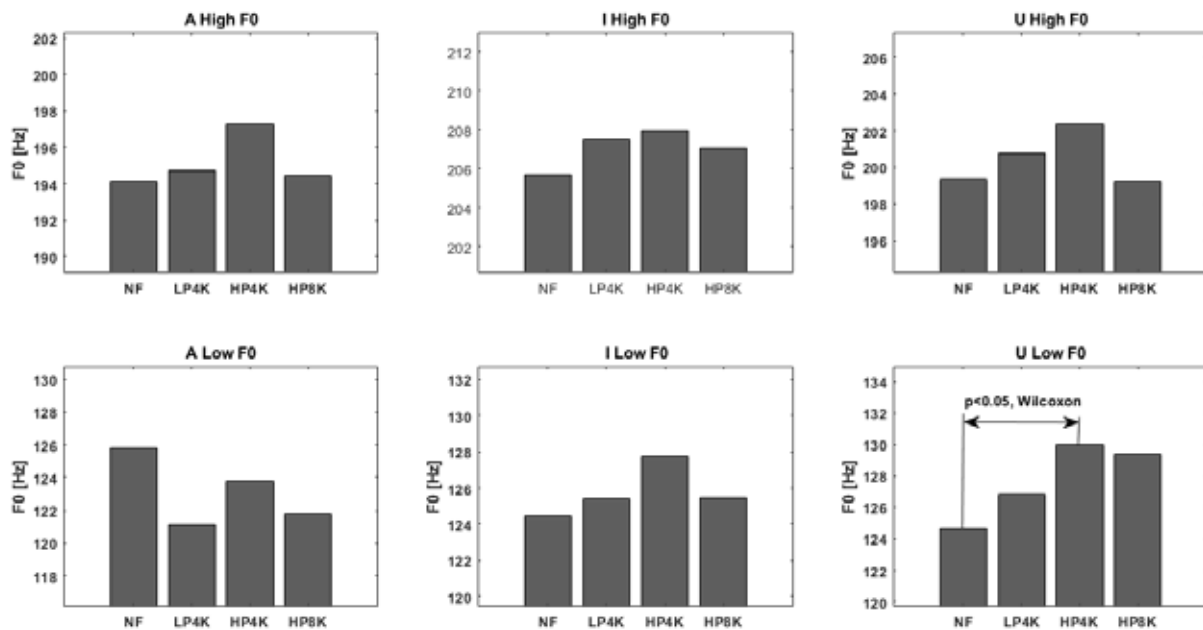 A High F0
202
200
198
196
194
192
190
F0 [Hz]
NF LP4K HP4K HP8K
I High F0
212
210
208
206
204
202
NF LP4K HP4K HP8K
U High F0
206
204
202
200
198
196
F0 [Hz]
NF LP4K HP4K HP8K
A Low F0
130
128
126
124
122
120
118
F0 [Hz]
NF LP4K HP4K HP8K
I Low F0
132
130
128
126
124
122
120
F0 [Hz]
NF LP4K HP4K HP8K
U Low F0
134
132
130
128
126
124
122
120
F0 [Hz]
p<0.05, Wilcoxon
NF LP4K HP4K HP8K